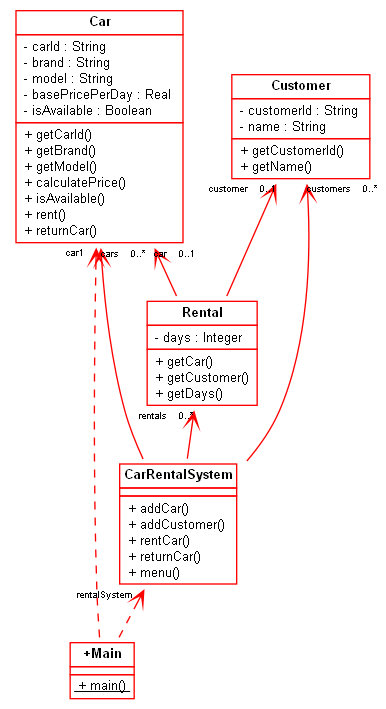 Car
- carId : String
- brand : String
- model : String
- basePricePerDay : Real
- isAvailable : Boolean
+ getCarId()
+ getBrand()
+ getModel()
+ calculatePrice()
+ isAvailable()
+ rent()
+ returnCar()
Customer
- customerId : String
- name : String
+ getCustomerId()
+ getName()
customer 0..1 customers 0..*
car1 cars 0..* car 0..1
Rental
- days : Integer
+ getCar()
+ getCustomer()
+ getDays()
rentals 0..*
CarRentalSystem
+ addCar()
+ addCustomer()
+ rentCar()
+ returnCar()
+ menu()
rentalSystem
+Main
+ main()